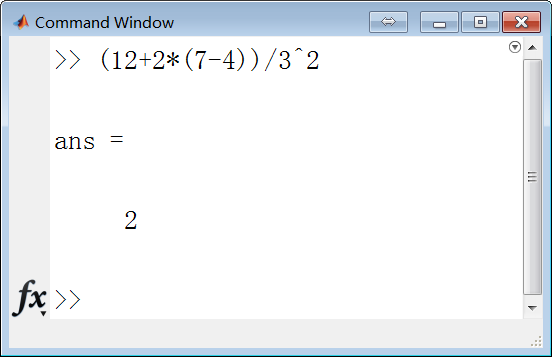 Command Window
>> (12+2*(7-4))/3^2
ans =
2
fx >>